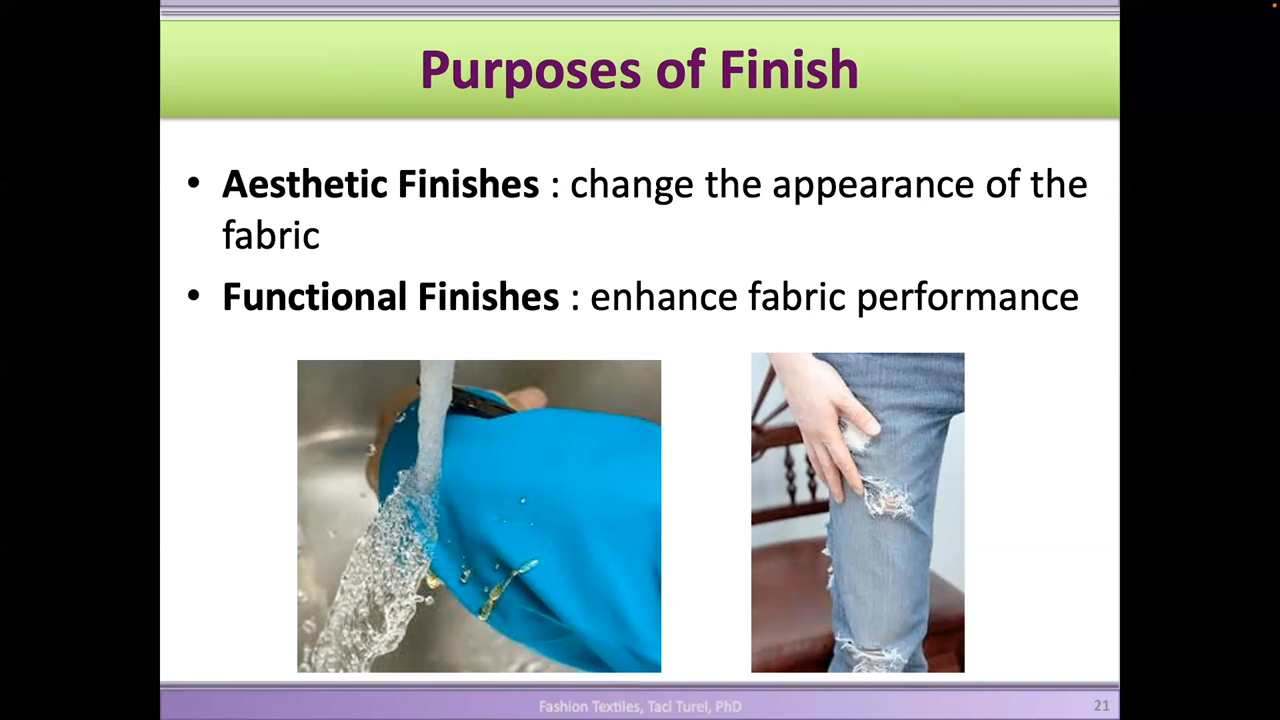 Purposes of Finish
• Aesthetic Finishes : change the appearance of the
fabric
• Functional Finishes : enhance fabric performance
Fashion Textiles, Taci Turel, PhD
21